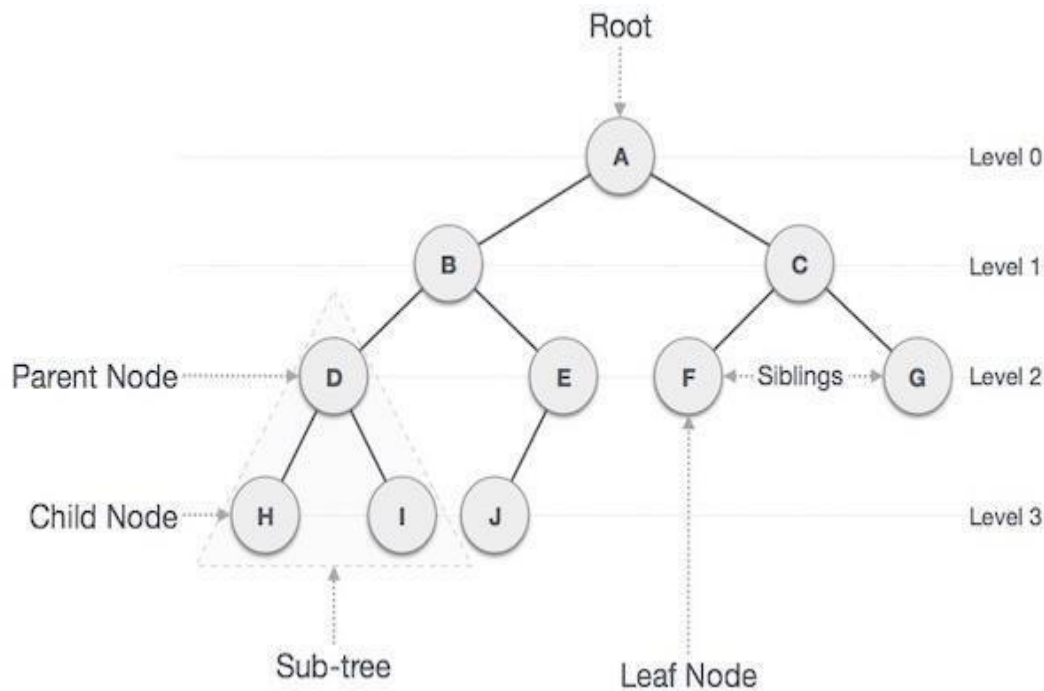 Root
A
Level 0
B
C
Level 1
Parent Node
D
E
F
Siblings
G
Level 2
Child Node
H
I
J
Level 3
Sub-tree
Leaf Node